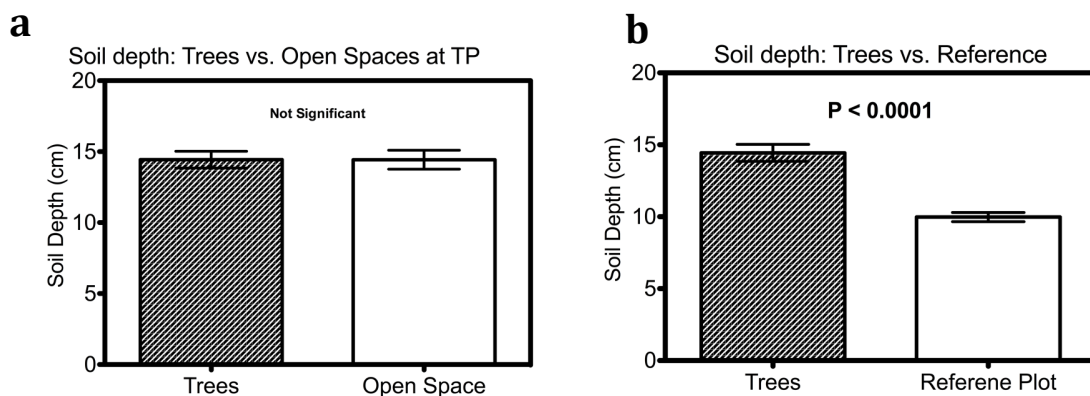 a
Soil depth: Trees vs. Open Spaces at TP
20
15
10
5
0
Soil Depth (cm)
Not Significant
Trees
Open Space
b
Soil depth: Trees vs. Reference
20
15
10
5
0
Soil Depth (cm)
P < 0.0001
Trees
Referene Plot